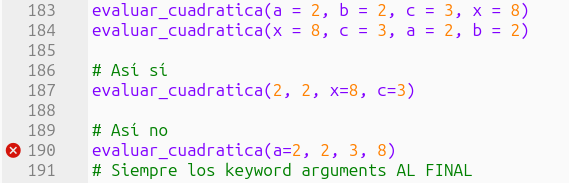 183 evaluar_cuadratica(a = 2, b = 2, c = 3, x = 8)
184 evaluar_cuadratica(x = 8, c = 3, a = 2, b = 2)
185
186 # Así sí
187 evaluar_cuadratica(2, 2, x=8, c=3)
188
189 # Así no
190 evaluar_cuadratica(a=2, 2, 3, 8)
191 # Siempre los keyword arguments AL FINAL